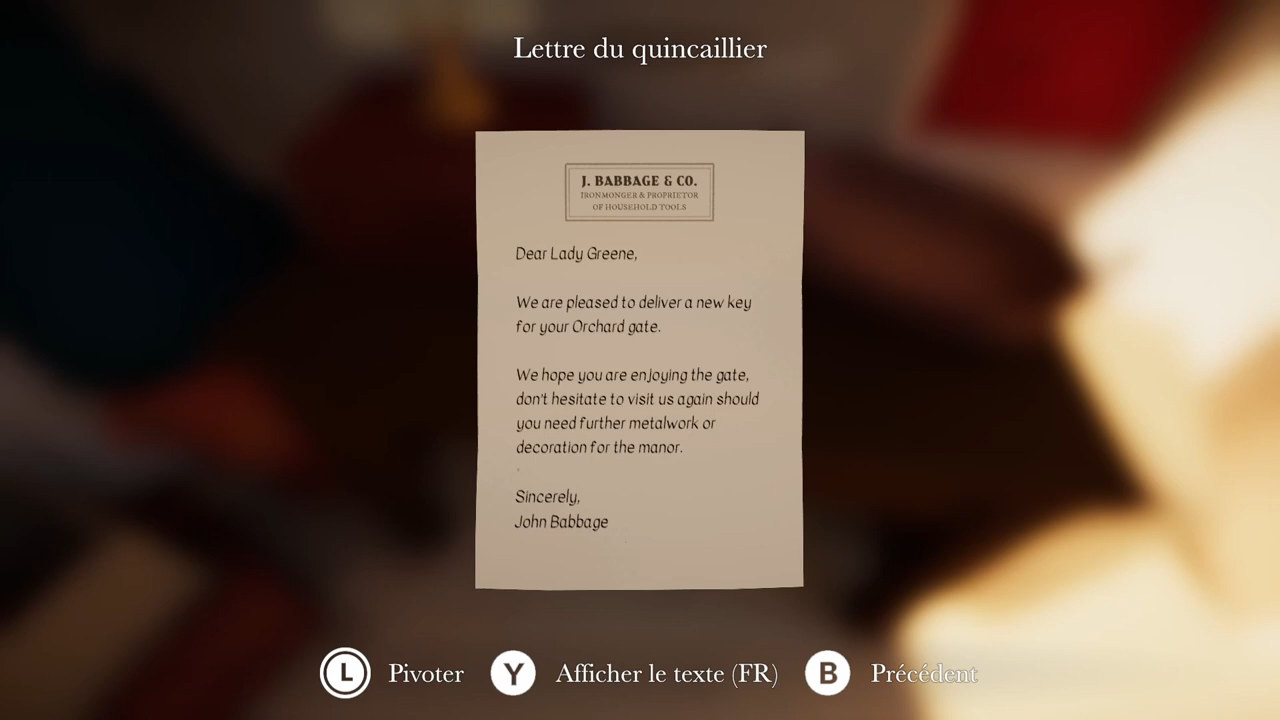 Lettre du quincaillier
J. BABBAGE & CO.
IRONMONGER & PROPRIETOR
OF HOUSEHOLD TOOLS
Dear Lady Greene,
We are pleased to deliver a new key
for your Orchard gate.
We hope you are enjoying the gate,
don't hesitate to visit us again should
you need further metalwork or
decoration for the manor.
Sincerely,
John Babbage
L Pivoter Y Afficher le texte (FR) B Précédent